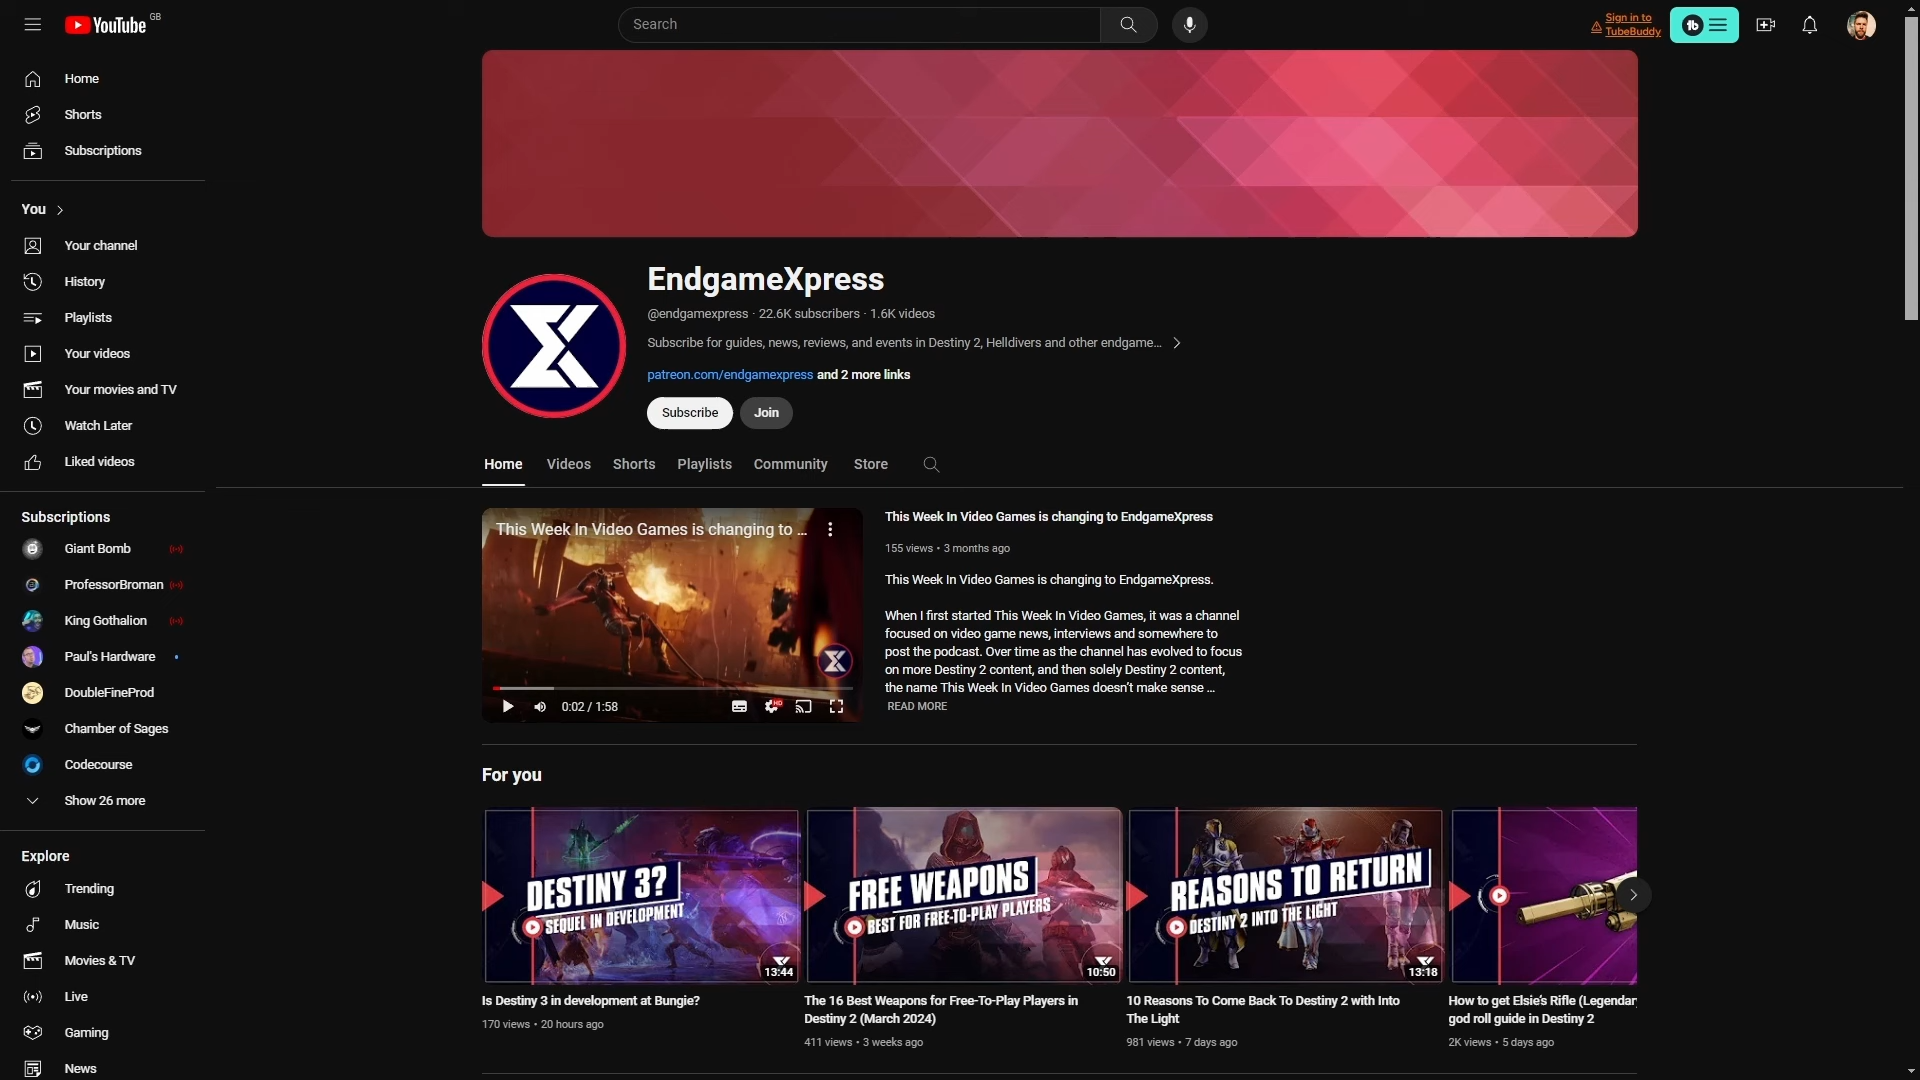 YouTube GB
Search
Sign in to
TubeBuddy
tb
Home
Shorts
Subscriptions
You
Your channel
History
Playlists
Your videos
Your movies and TV
Watch Later
Liked videos
Subscriptions
Giant Bomb
ProfessorBroman
King Gothalion
Paul's Hardware
DoubleFineProd
Chamber of Sages
Codecourse
Show 26 more
Explore
Trending
Music
Movies & TV
Live
Gaming
News
EndgameXpress
@endgamexpress · 22.6K subscribers · 1.6K videos
Subscribe for guides, news, reviews, and events in Destiny 2, Helldivers and other endgame...
patreon.com/endgamexpress and 2 more links
Subscribe
Join
Home
Videos
Shorts
Playlists
Community
Store
This Week In Video Games is changing to ...
0:02 / 1:58
HD
This Week In Video Games is changing to EndgameXpress
155 views • 3 months ago
This Week In Video Games is changing to EndgameXpress.
When I first started This Week In Video Games, it was a channel
focused on video game news, interviews and somewhere to
post the podcast. Over time as the channel has evolved to focus
on more Destiny 2 content, and then solely Destiny 2 content,
the name This Week In Video Games doesn't make sense ...
READ MORE
For you
DESTINY 3?
SEQUEL IN DEVELOPMENT
13:44
Is Destiny 3 in development at Bungie?
170 views • 20 hours ago
FREE WEAPONS
BEST FOR FREE-TO-PLAY PLAYERS
10:50
The 16 Best Weapons for Free-To-Play Players in
Destiny 2 (March 2024)
411 views • 3 weeks ago
REASONS TO RETURN
DESTINY 2 INTO THE LIGHT
13:18
10 Reasons To Come Back To Destiny 2 with Into
The Light
981 views • 7 days ago
How to get Elsie's Rifle (Legendar
god roll guide in Destiny 2
2K views • 5 days ago